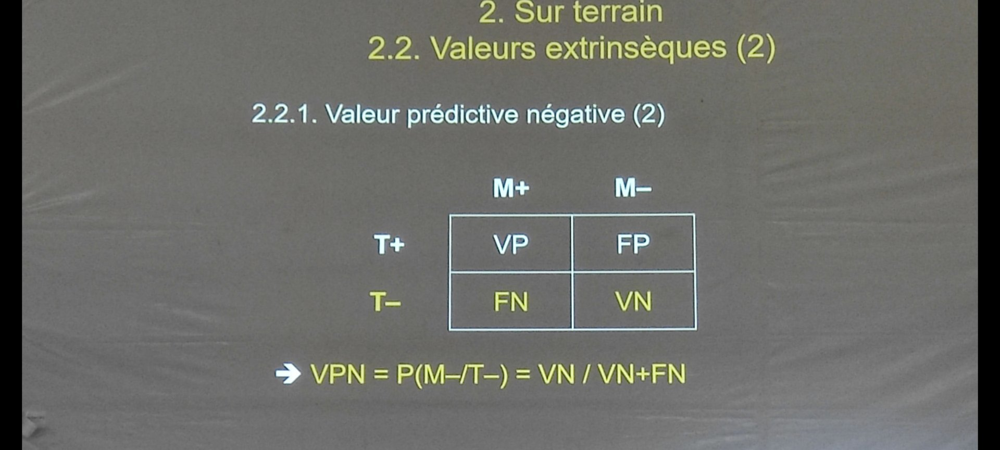 2. Sur terrain
2.2. Valeurs extrinsèques (2)
2.2.1. Valeur prédictive négative (2)
M+ M–
T+ VP FP
T– FN VN
➔ VPN = P(M–/T–) = VN / VN+FN